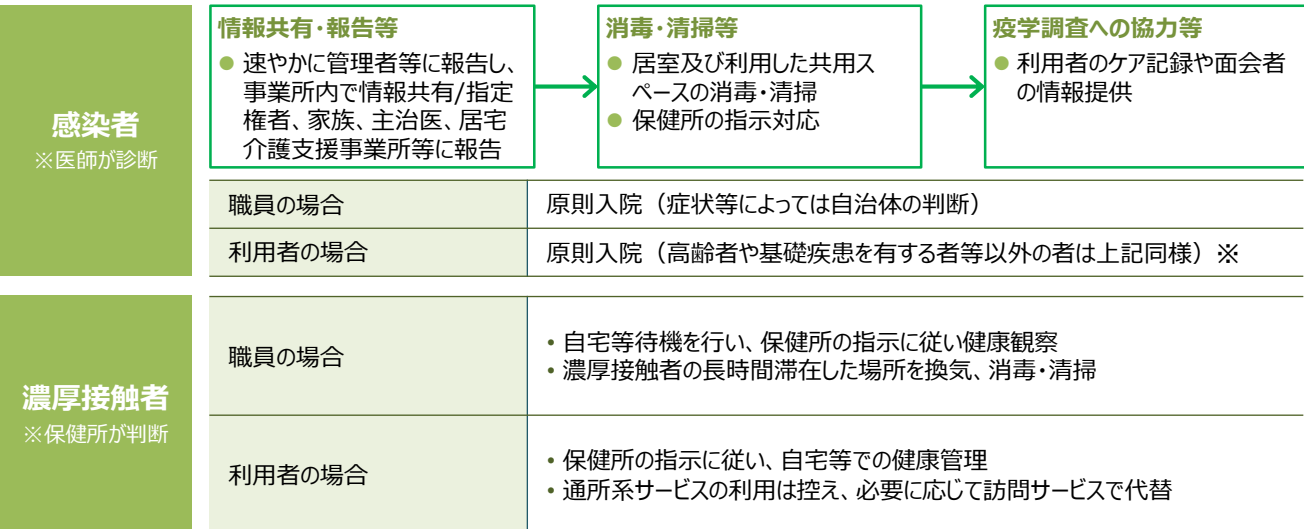 感染者
※医師が診断
情報共有・報告等
● 速やかに管理者等に報告し、
事業所内で情報共有/指定
権者、家族、主治医、居宅
介護支援事業所等に報告
消毒・清掃等
● 居室及び利用した共用ス
ペースの消毒・清掃
● 保健所の指示対応
疫学調査への協力等
● 利用者のケア記録や面会者
の情報提供
職員の場合
原則入院（症状等によっては自治体の判断）
利用者の場合
原則入院（高齢者や基礎疾患を有する者等以外の者は上記同様）※
濃厚接触者
※保健所が判断
職員の場合
• 自宅等待機を行い、保健所の指示に従い健康観察
• 濃厚接触者の長時間滞在した場所を換気、消毒・清掃
利用者の場合
• 保健所の指示に従い、自宅等での健康管理
• 通所系サービスの利用は控え、必要に応じて訪問サービスで代替